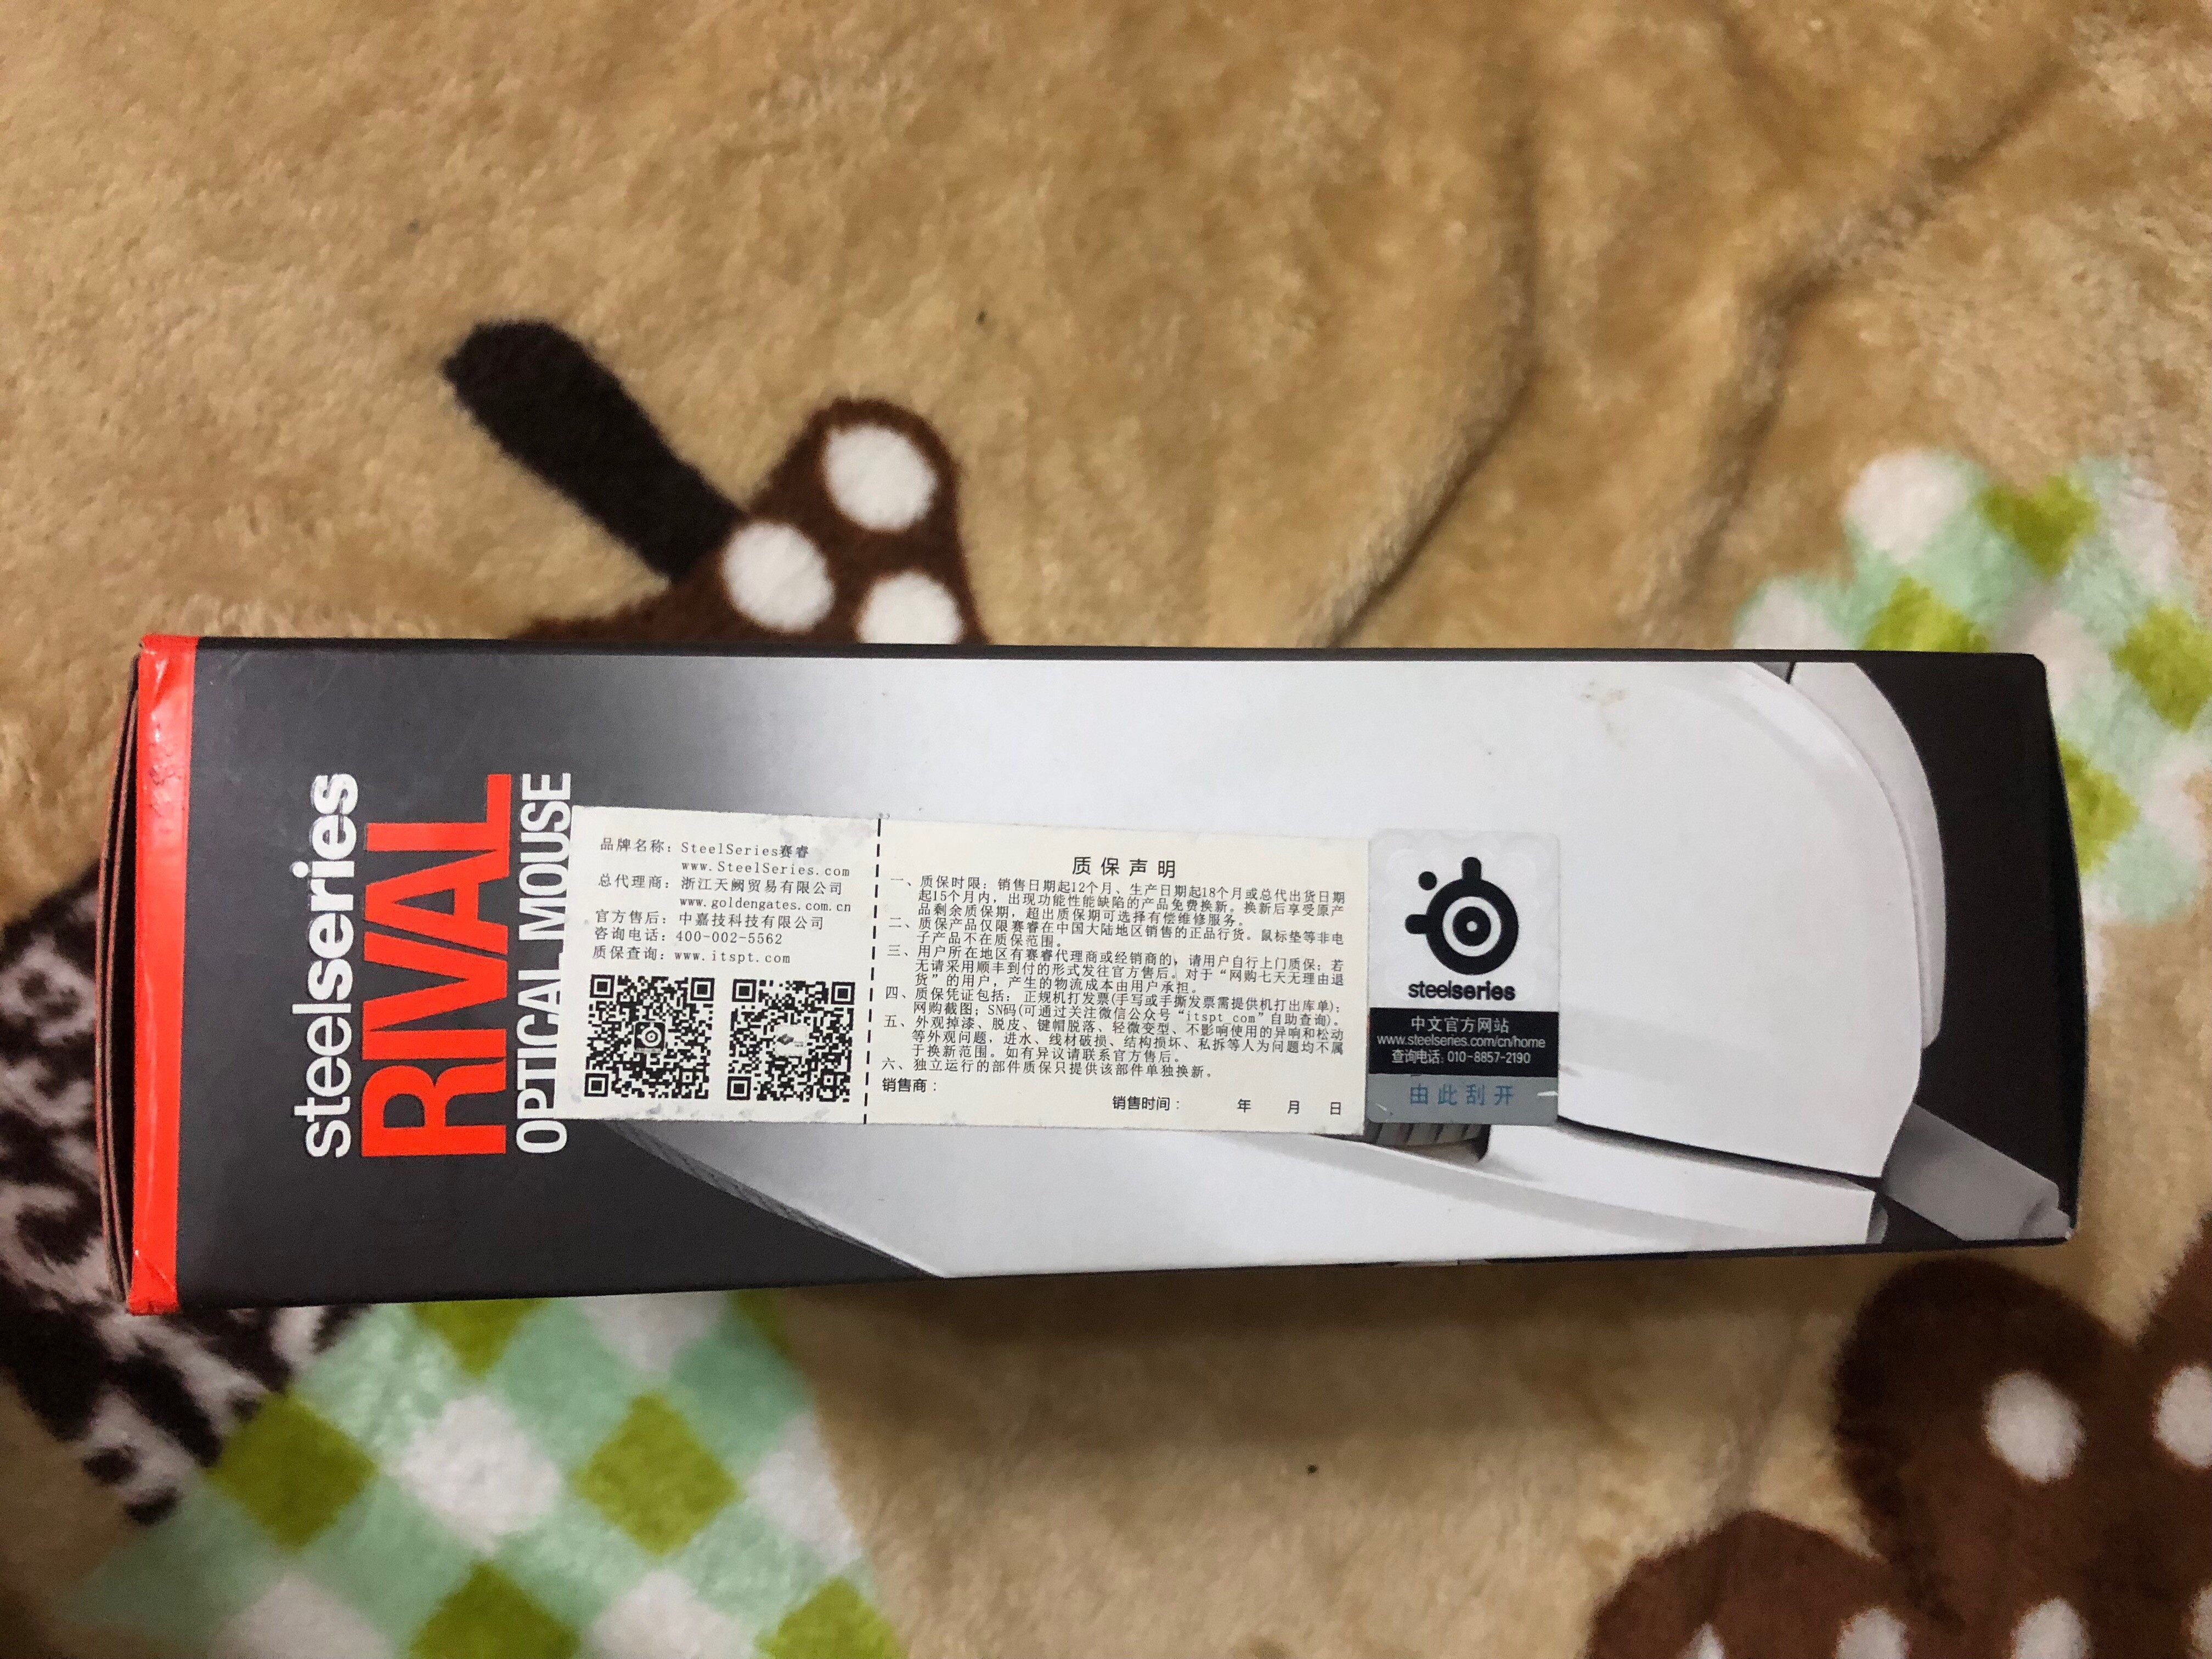 steelseries
RIVAL
OPTICAL MOUSE
品牌名称：SteelSeries赛睿
www.SteelSeries.com
总代理商：浙江天阙贸易有限公司
www.goldengates.com.cn
官方售后：中嘉技科技有限公司
咨询电话：400-002-5562
质保查询：www.itspt.com
质保声明
一、质保时限：销售日期起12个月、生产日期起18个月或总代出货日期
起15个月内，出现功能性能缺陷的产品免费换新。换新后享受原产
品剩余质保期，超出质保期可选择有偿维修服务。
二、质保产品仅限赛睿在中国大陆地区销售的正品行货。鼠标垫等非电
子产品不在质保范围。
三、用户所在地区有赛睿代理商或经销商的，请用户自行上门质保；若
无请采用顺丰到付的形式发往官方售后。对于“网购七天无理由退
货”的用户，产生的物流成本由用户承担。
四、质保凭证包括：正规机打发票(手写或手撕发票需提供机打出库单)；
网购截图；SN码(可通过关注微信公众号“itspt_com”自助查询)。
五、外观掉漆、脱皮、键帽脱落、轻微变型、不影响使用的异响和松动
等外观问题，进水、线材破损、结构损坏、私拆等人为问题均不属
于换新范围。如有异议请联系官方售后。
六、独立运行的部件质保只提供该部件单独换新。
销售商：
销售时间： 年 月 日
steelseries
中文官方网站
www.steelseries.com/cn/home
查询电话：010-8857-2190
由此刮开